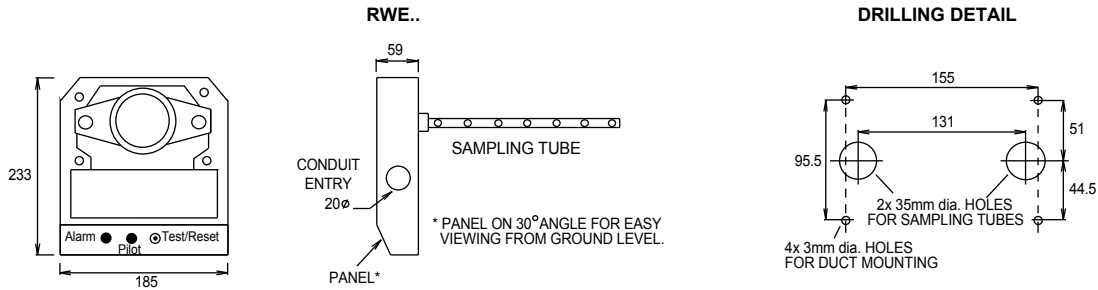 RWE..
DRILLING DETAIL
233
Alarm
Pilot
Test/Reset
185
59
SAMPLING TUBE
CONDUIT
ENTRY
20ø
* PANEL ON 30° ANGLE FOR EASY
VIEWING FROM GROUND LEVEL.
PANEL*
155
131
51
95.5
44.5
2x 35mm dia. HOLES
FOR SAMPLING TUBES
4x 3mm dia. HOLES
FOR DUCT MOUNTING